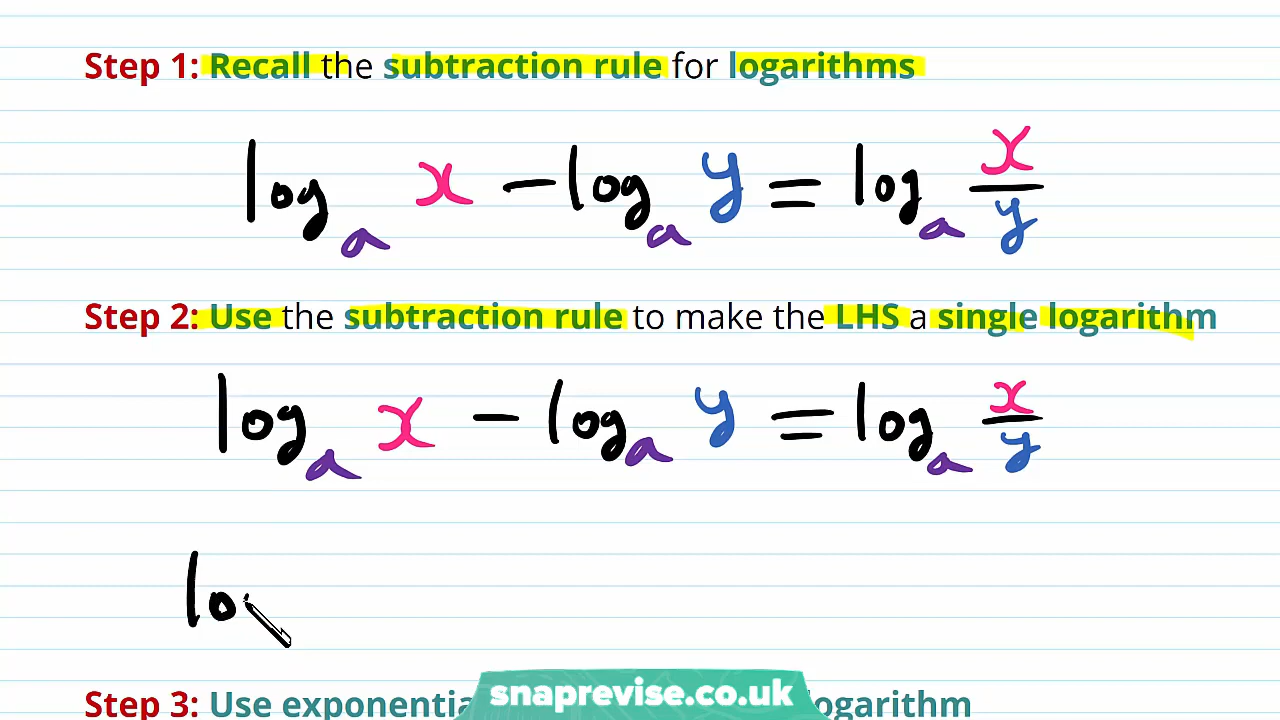 Step 1: Recall the subtraction rule for logarithms
logₐ x − logₐ y = logₐ x/y
Step 2: Use the subtraction rule to make the LHS a single logarithm
logₐ x − logₐ y = logₐ x/y
lo
Step 3: Use exponentia logarithm
snaprevise.co.uk